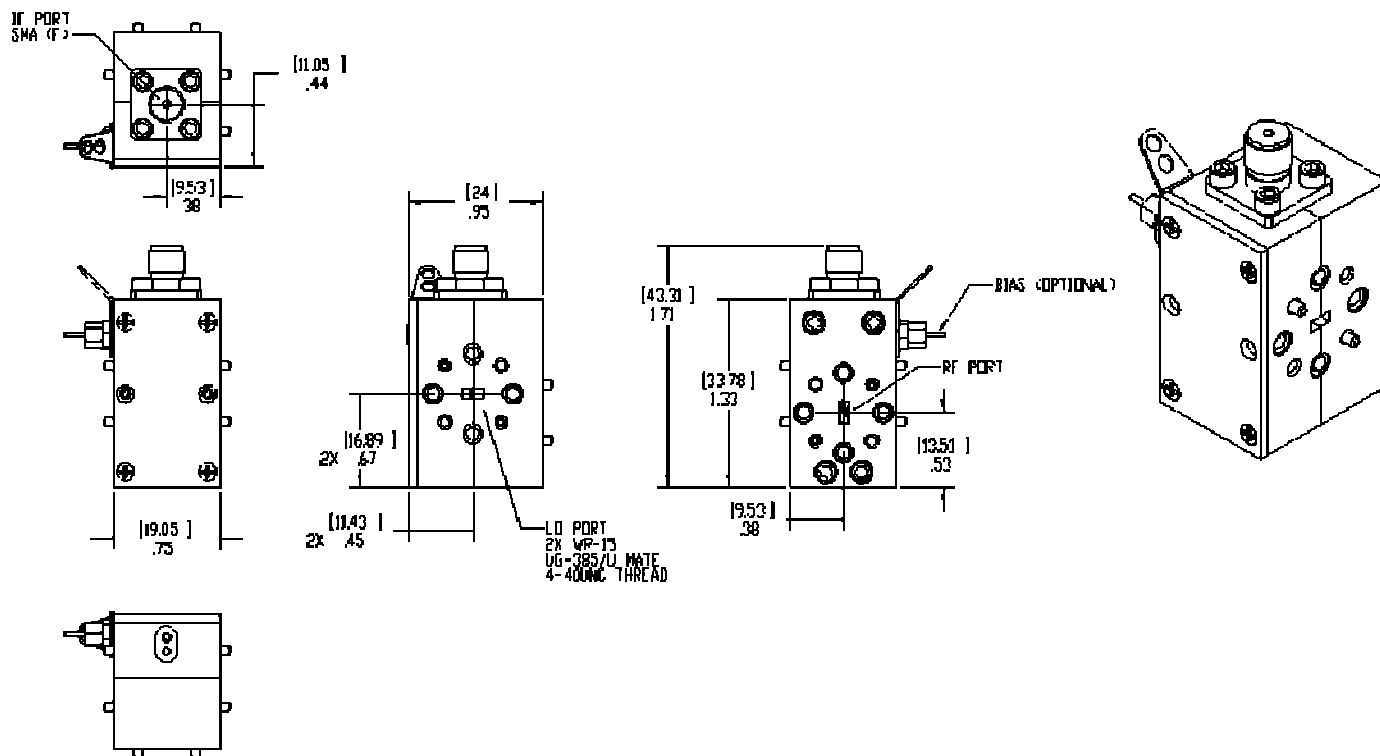 IF PORT
SMA (F)
[11.05 ]
.44
[9.53]
.38
[24]
.95
[43.31]
1.71
BIAS (OPTIONAL)
[33.78]
1.33
RF PORT
[16.89 ]
2X .67
[13.51]
.53
[9.53]
.38
[19.05 ]
.75
[11.43 ]
2X .45
LO PORT
2X WR-15
UG-385/U MATE
4-40UNC THREAD